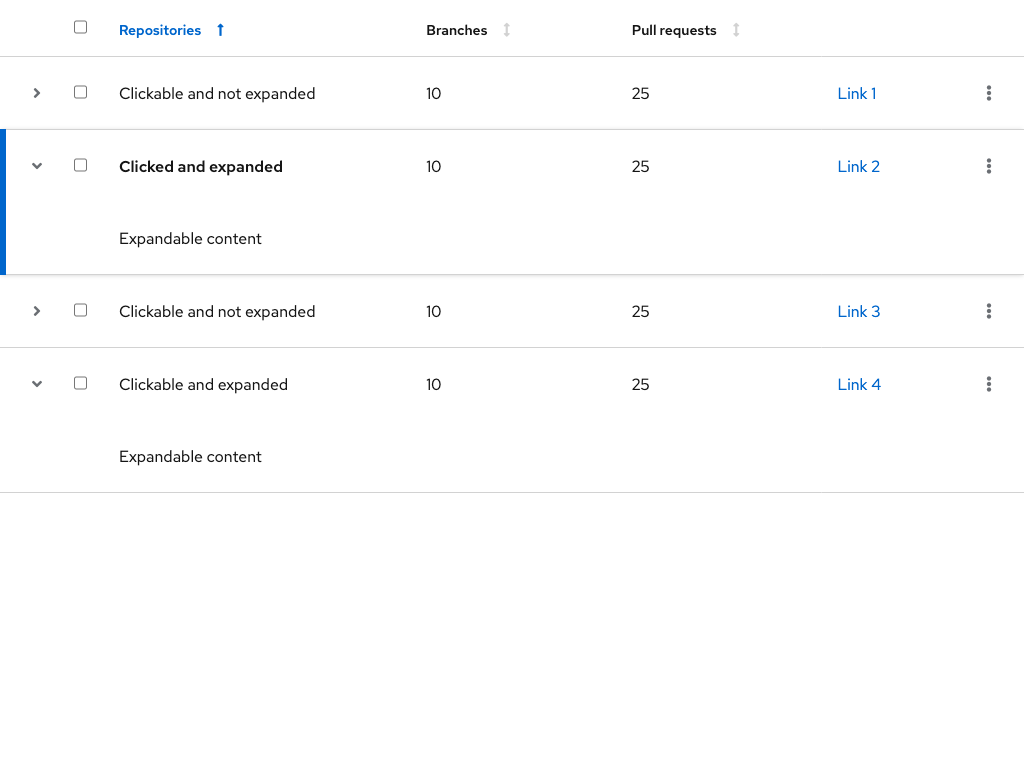 Repositories Branches Pull requests
Clickable and not expanded 10 25 Link 1
Clicked and expanded 10 25 Link 2
Expandable content
Clickable and not expanded 10 25 Link 3
Clickable and expanded 10 25 Link 4
Expandable content